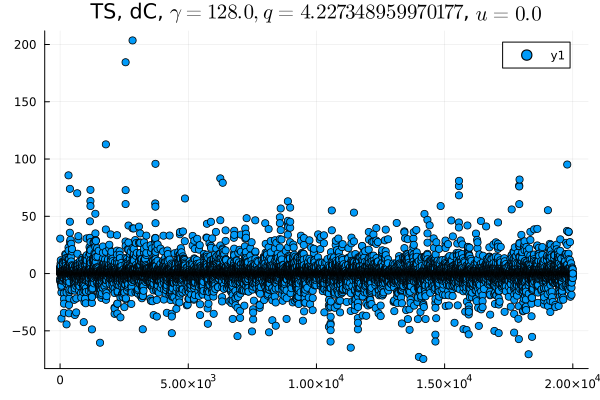 TS, dC, γ = 128.0, q = 4.227348959970177, u = 0.0
y1
200
150
100
50
0
−50
0 5.00×10³ 1.00×10⁴ 1.50×10⁴ 2.00×10⁴